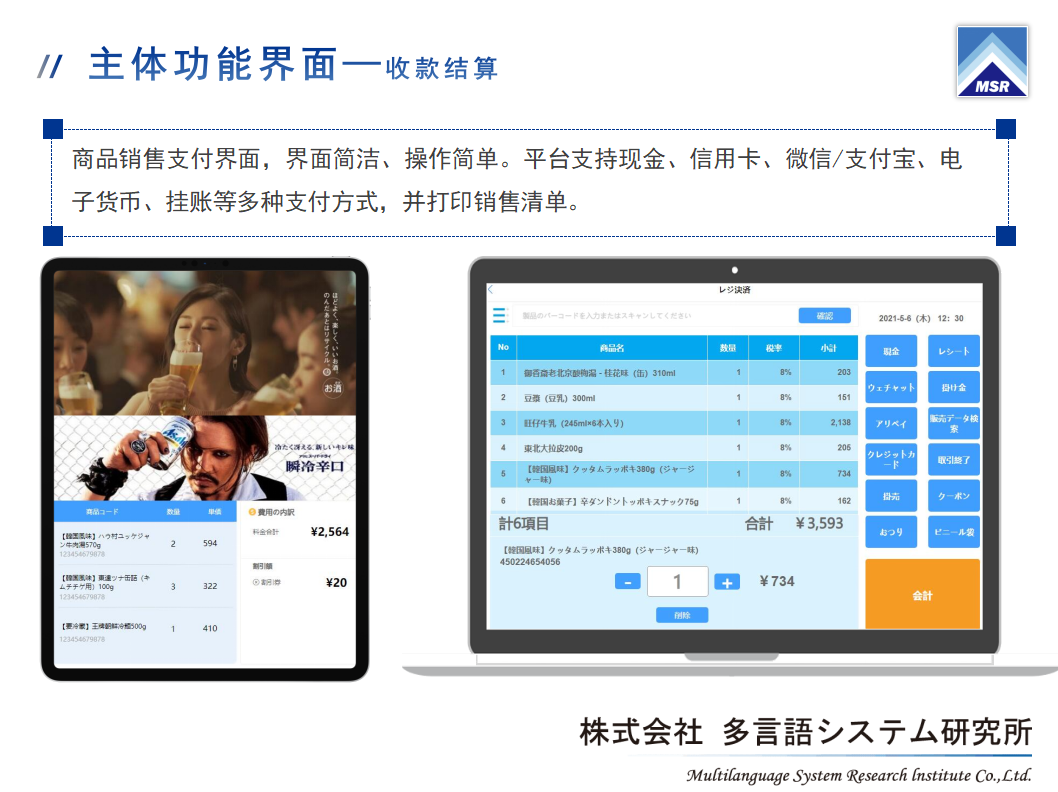 // 主体功能界面—收款结算
MSR
商品销售支付界面，界面简洁、操作简单。平台支持现金、信用卡、微信/支付宝、电
子货币、挂账等多种支付方式，并打印销售清单。
ほどよく、楽しく、いいお酒。
のんだあとはリサイクル。
お酒
冷たく冴える、新しいキレ味
瞬冷辛口
商品コード 数量 単価
【韓国風味】ハウ村ユッケジャ
ン牛肉湯570g
123454679878
2 594
【韓国風味】東遠ツナ缶詰（キ
ムチチゲ用）100g
123454679878
3 322
【要冷蔵】王牌朝鮮冷麺500g
123454679878
1 410
費用の内訳
料金合計 ¥2,564
割引額
割引券 ¥20
レジ決済
製品のバーコードを入力またはスキャンしてください
確認
2021-5-6（木） 12：30
No 商品名 数量 税率 小計
1 御百斎老北京酸梅湯 - 桂花味（缶）310ml 1 8% 203
2 豆漿（豆乳）300ml 1 8% 151
3 旺仔牛乳（245ml×6本入り） 1 8% 2,138
4 東北大拉皮200g 1 8% 205
5 【韓国風味】クッタムラッポキ380g（ジャージ
ャー味） 1 8% 734
6 【韓国お菓子】辛ダンドントッポキスナック75g 1 8% 162
計6項目 合計 ￥3,593
【韓国風味】クッタムラッポキ380g（ジャージャー味）
450224654056
- 1 + ￥734
削除
現金 レシート
ウェチャット 掛け金
アリペイ 販売データ検
索
クレジットカ
ード 取引終了
掛売 クーポン
おつり ビニール袋
会計
株式会社 多言語システム研究所
Multilanguage System Research Institute Co.,Ltd.